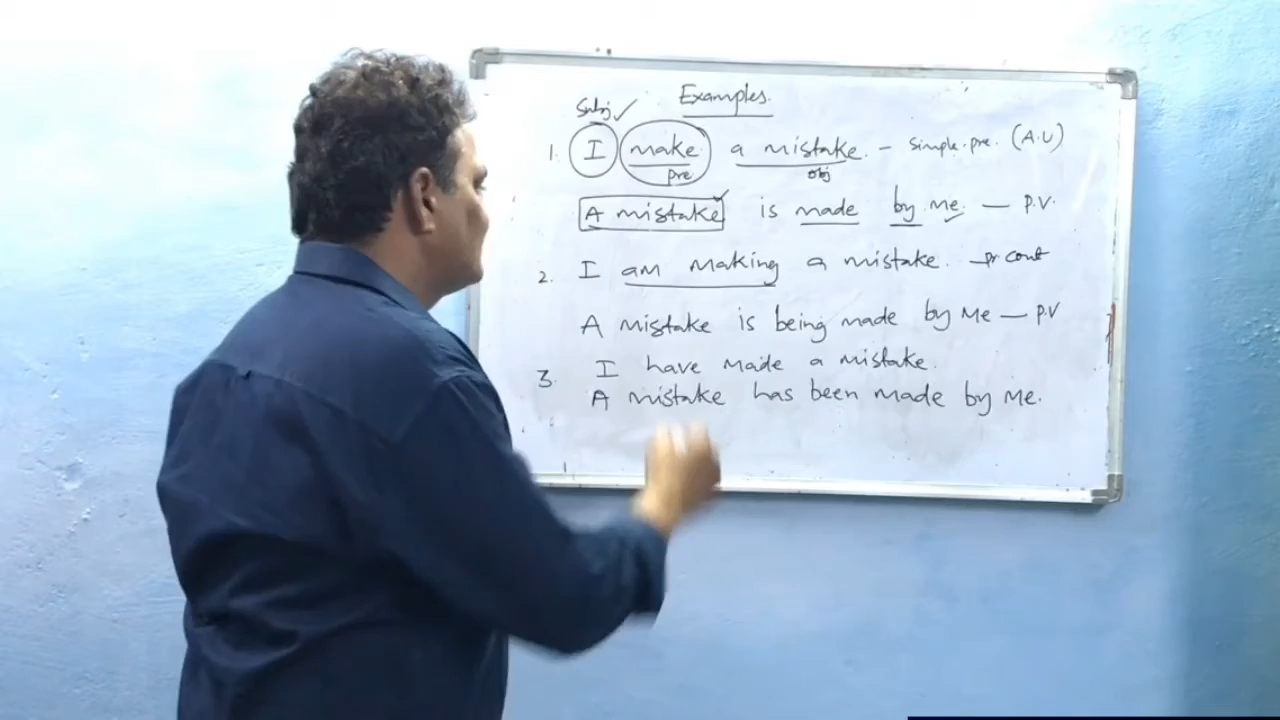 Examples.
Subj ✓
1. I make a mistake. - Simple.pre. (A.V)
pre obj
A mistake is made by me. — P.V.
2. I am making a mistake. - pr. cont
A mistake is being made by Me — P.V
3. I have made a mistake.
A mistake has been made by Me.